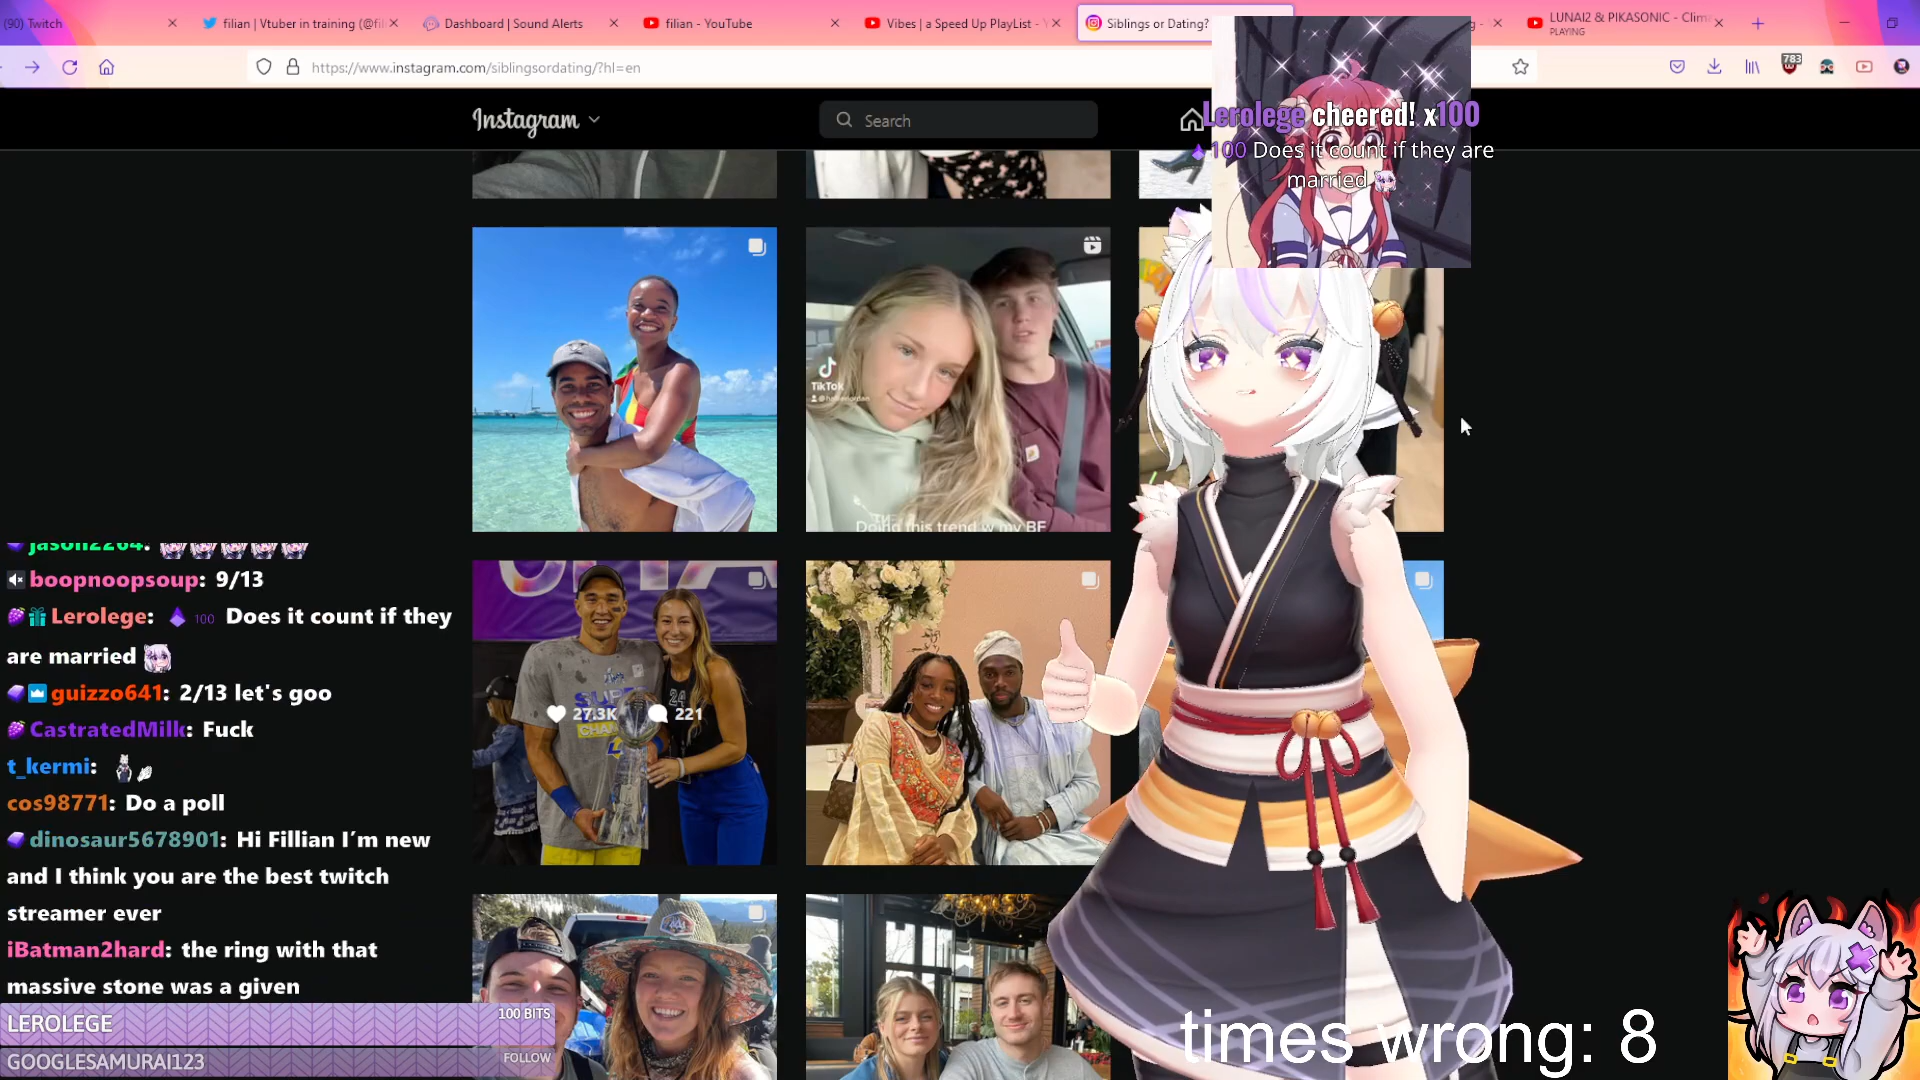 (90) Twitch
filian | Vtuber in training (@fil
Dashboard | Sound Alerts
filian - YouTube
Vibes | a Speed Up PlayList - Y
Siblings or Dating?
LUNAI2 & PIKASONIC - Clim
PLAYING
https://www.instagram.com/siblingsordating/?hl=en
783
Instagram
Search
Lerolege cheered! x100
100 Does it count if they are
married
TikTok
Doing this trend w my BF
jason2264:
boopnoopsoup: 9/13
Lerolege: 100 Does it count if they
are married
guizzo641: 2/13 let's goo
CastratedMilk: Fuck
t_kermi:
cos98771: Do a poll
dinosaur5678901: Hi Fillian I'm new
and I think you are the best twitch
streamer ever
iBatman2hard: the ring with that
massive stone was a given
27.3K 221
24
LEROLEGE 100 BITS
GOOGLESAMURAI123 FOLLOW
times wrong: 8